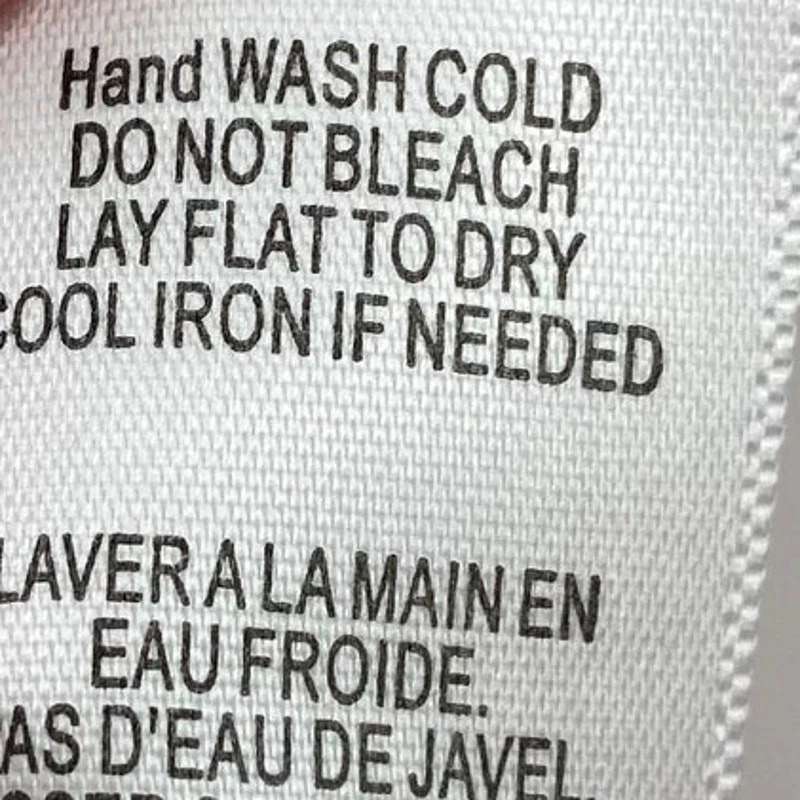 Hand WASH COLD
DO NOT BLEACH
LAY FLAT TO DRY
COOL IRON IF NEEDED
LAVER A LA MAIN EN
EAU FROIDE.
PAS D'EAU DE JAVEL.